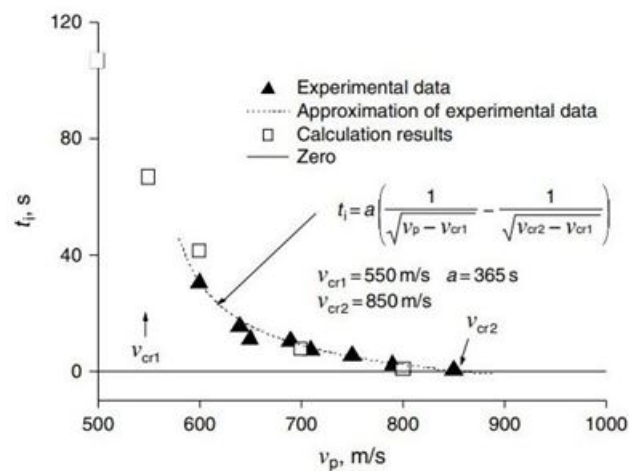 120
80
40
0
t_i, s
Experimental data
Approximation of experimental data
Calculation results
Zero
t_i = a ( 1 / √(v_p − v_cr1) − 1 / √(v_cr2 − v_cr1) )
v_cr1 = 550 m/s a = 365 s
v_cr2 = 850 m/s
v_cr1
v_cr2
500 600 700 800 900 1000
v_p, m/s